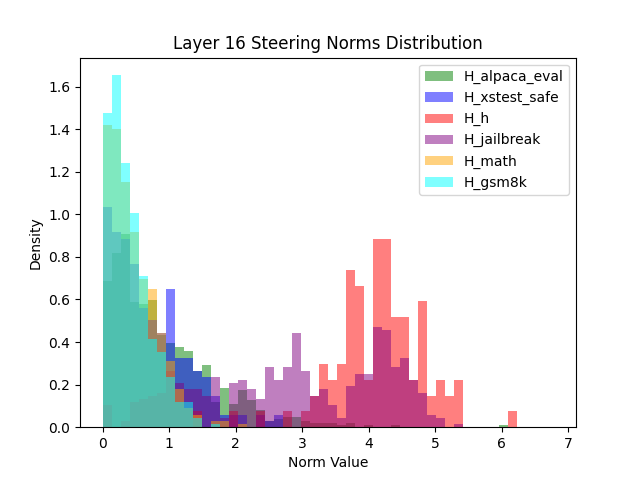 Layer 16 Steering Norms Distribution
H_alpaca_eval
H_xstest_safe
H_h
H_jailbreak
H_math
H_gsm8k
Density
1.6
1.4
1.2
1.0
0.8
0.6
0.4
0.2
0.0
0 1 2 3 4 5 6 7
Norm Value